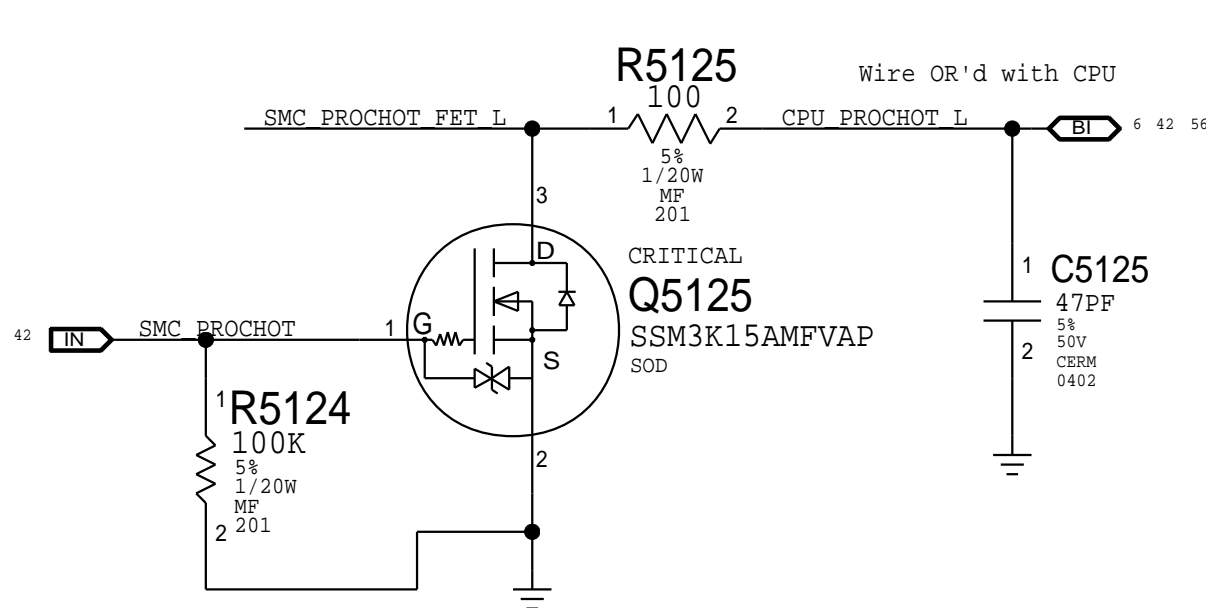 R5125
100
Wire OR'd with CPU
SMC_PROCHOT_FET_L
1
2
CPU_PROCHOT_L
BI
6 42 56
5%
1/20W
MF
201
3
D
CRITICAL
Q5125
SSM3K15AMFVAP
SOD
1
C5125
47PF
5%
50V
CERM
0402
2
42
IN
SMC_PROCHOT
1
G
S
2
1
R5124
100K
5%
1/20W
MF
201
2